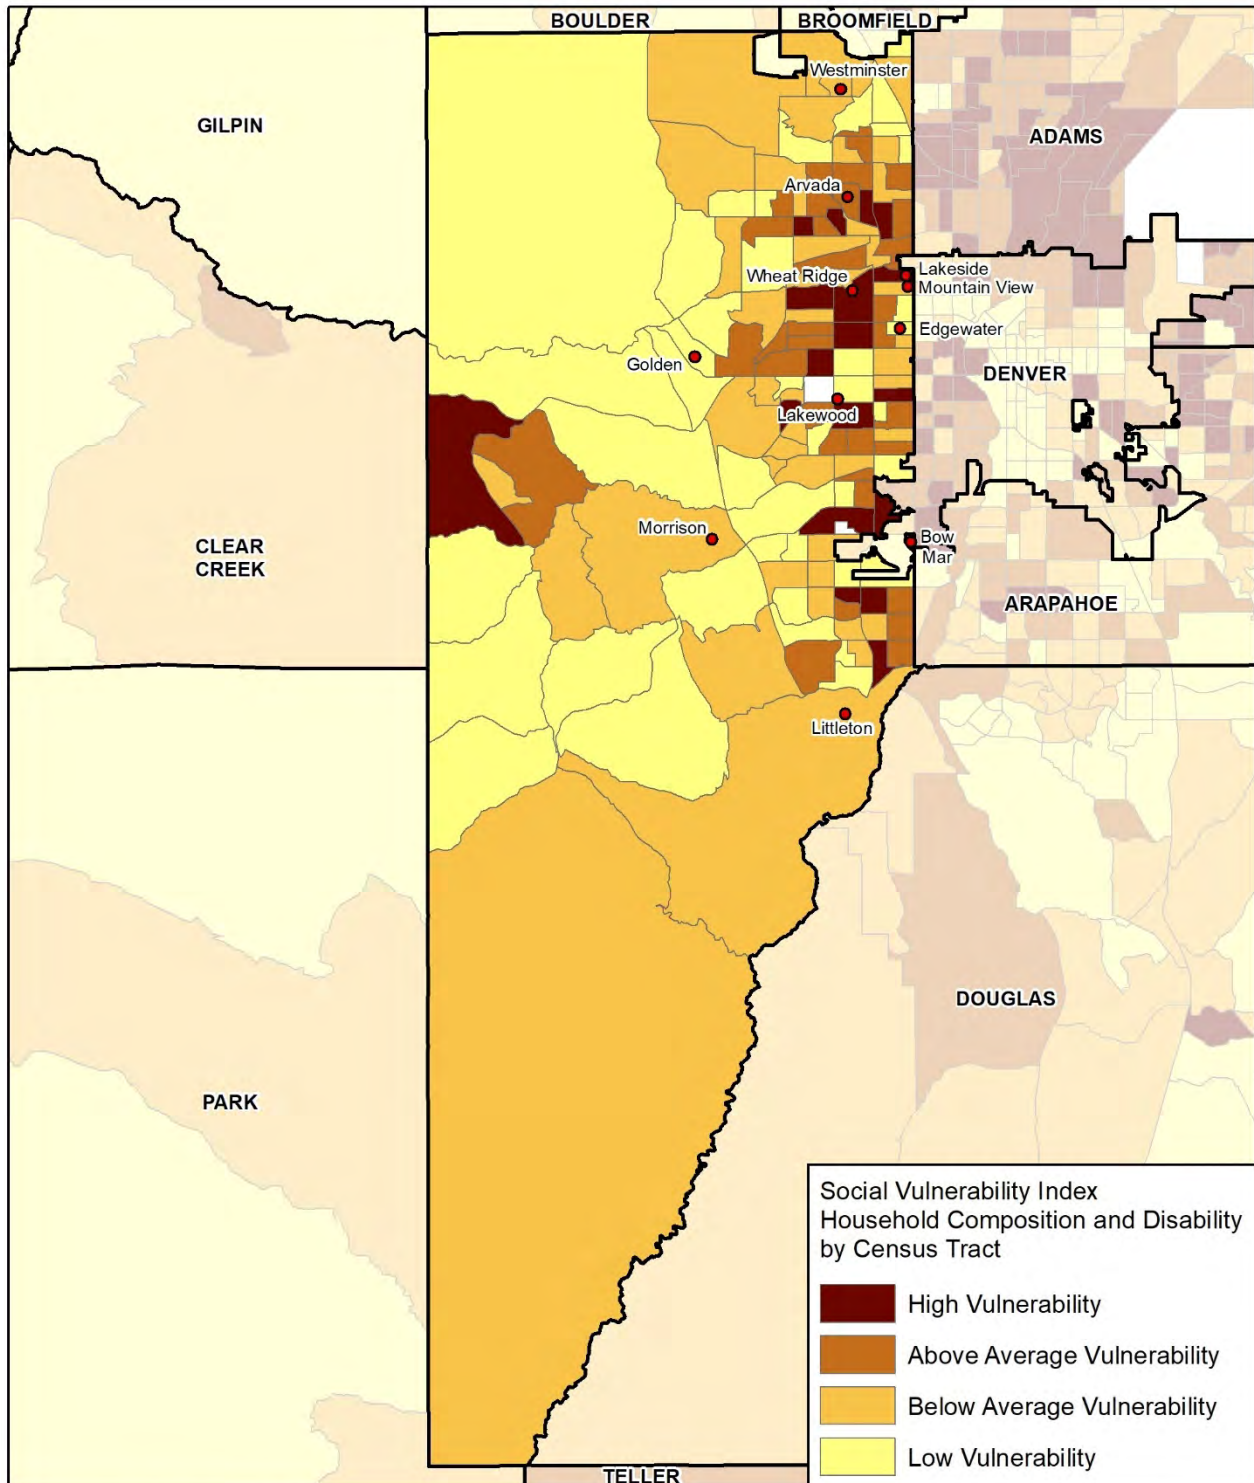 BOULDER
BROOMFIELD
Westminster
GILPIN
ADAMS
Arvada
Lakeside
Wheat Ridge
Mountain View
Edgewater
Golden
DENVER
Lakewood
Morrison
Bow
Mar
CLEAR
CREEK
ARAPAHOE
Littleton
DOUGLAS
PARK
Social Vulnerability Index
Household Composition and Disability
by Census Tract
High Vulnerability
Above Average Vulnerability
Below Average Vulnerability
Low Vulnerability
TELLER